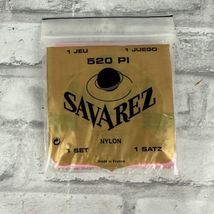 1 JEU 1 JUEGO
520 PI
SAVAREZ
NYLON
1 SET 1 SATZ
Made in France